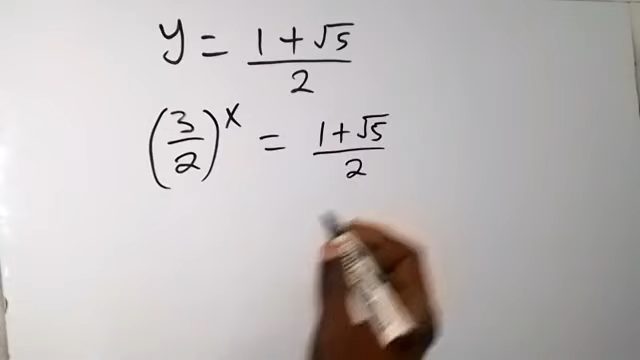 y = (1 + √5)/2
(3/2)^x = (1 + √5)/2